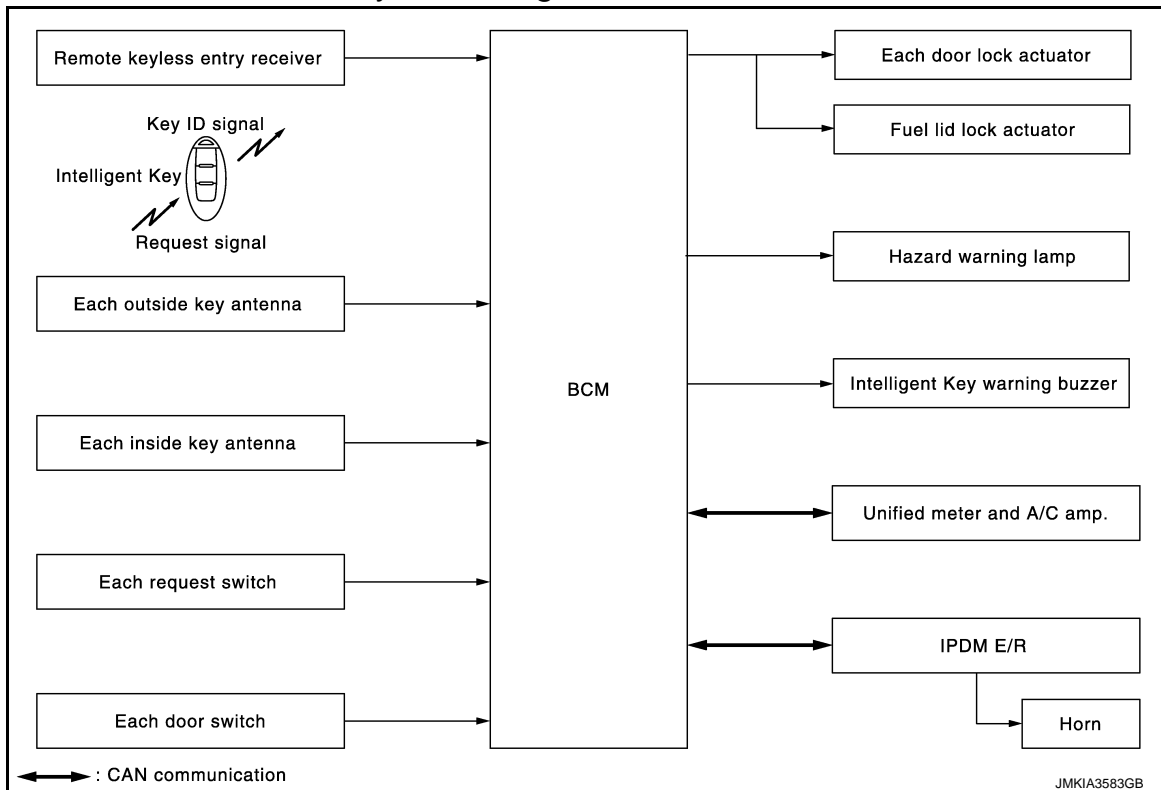 Remote keyless entry receiver
Key ID signal
Intelligent Key
Request signal
Each outside key antenna
Each inside key antenna
Each request switch
Each door switch
BCM
Each door lock actuator
Fuel lid lock actuator
Hazard warning lamp
Intelligent Key warning buzzer
Unified meter and A/C amp.
IPDM E/R
Horn
: CAN communication
JMKIA3583GB